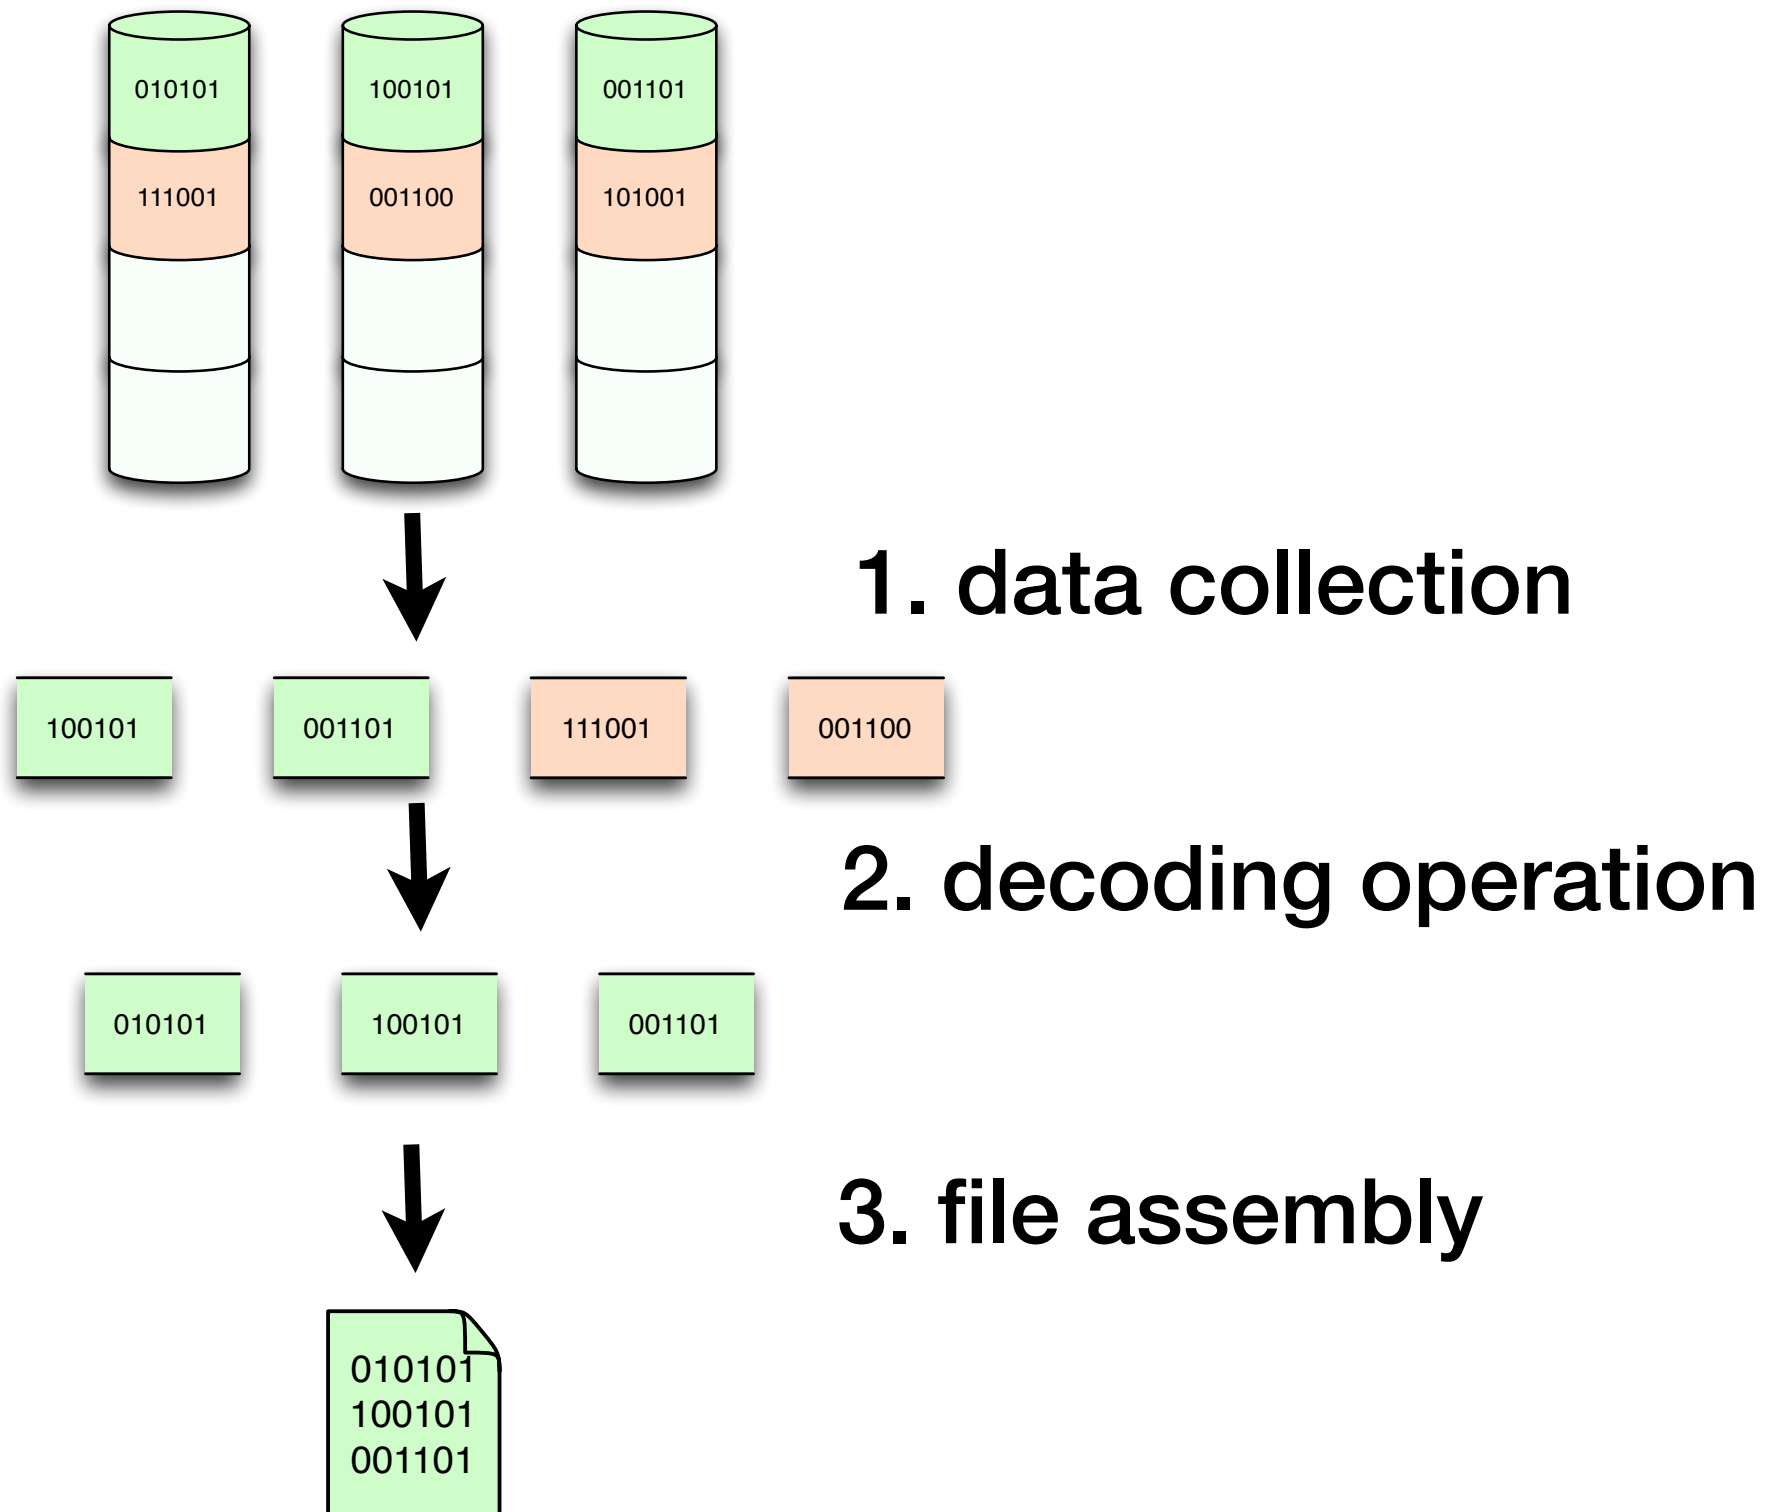 010101 100101 001101
111001 001100 101001
1. data collection
100101 001101 111001 001100
2. decoding operation
010101 100101 001101
3. file assembly
010101
100101
001101